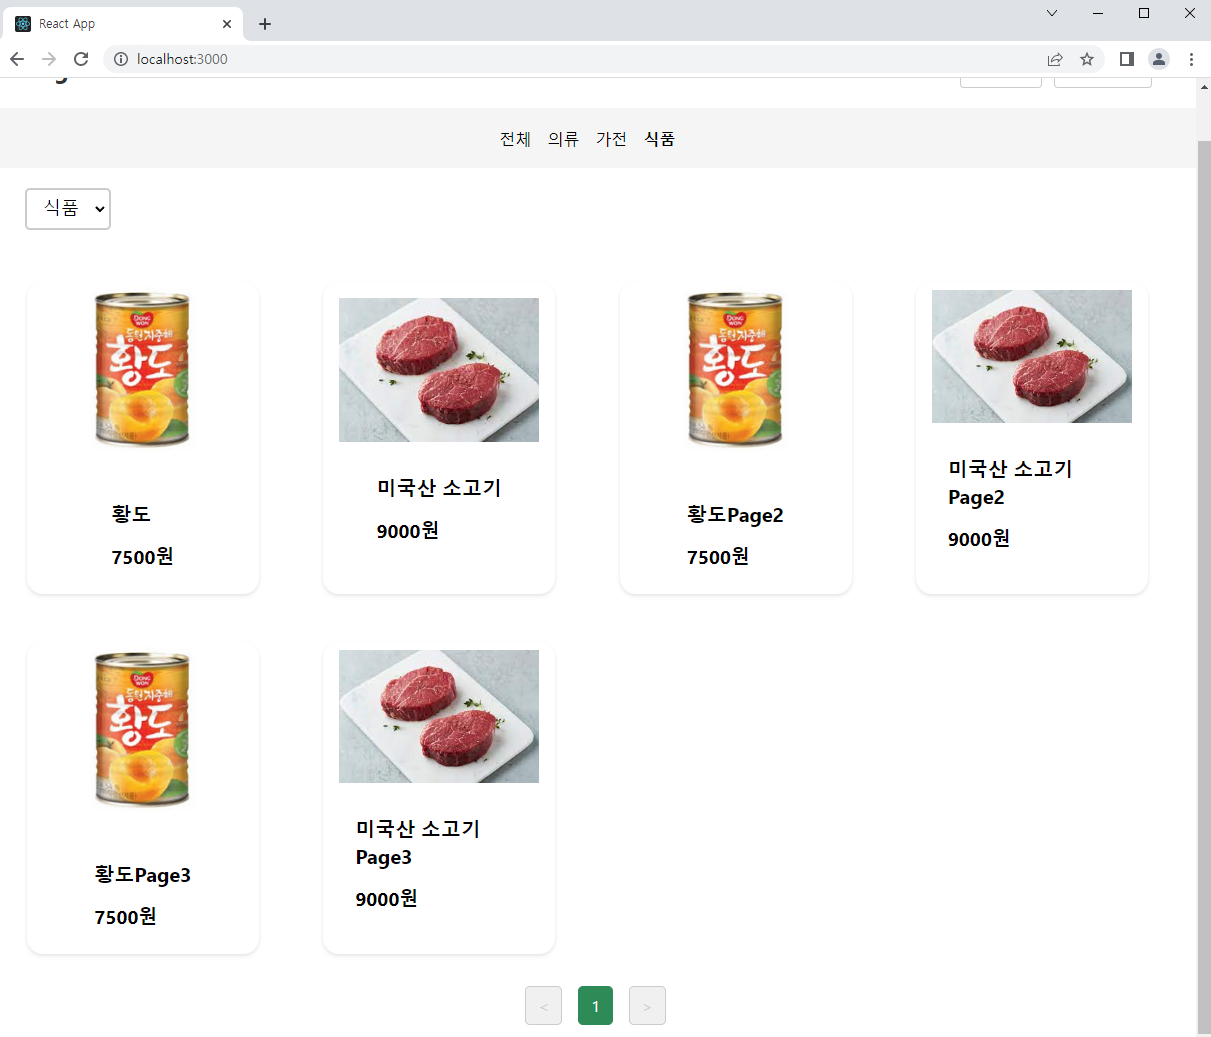 React App
localhost:3000
전체 의류 가전 식품
식품
DONG WON
동원 지중해
황도
황도
7500원
미국산 소고기
9000원
DONG WON
동원 지중해
황도
황도Page2
7500원
미국산 소고기
Page2
9000원
DONG WON
동원 지중해
황도
황도Page3
7500원
미국산 소고기
Page3
9000원
< 1 >